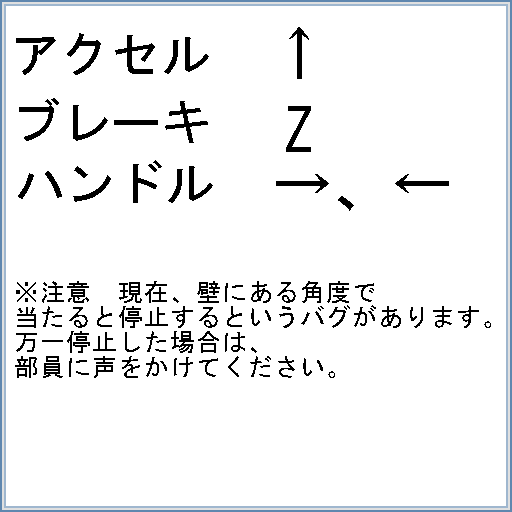 アクセル ↑
ブレーキ Z
ハンドル →、←
※注意 現在、壁にある角度で
当たると停止するというバグがあります。
万一停止した場合は、
部員に声をかけてください。